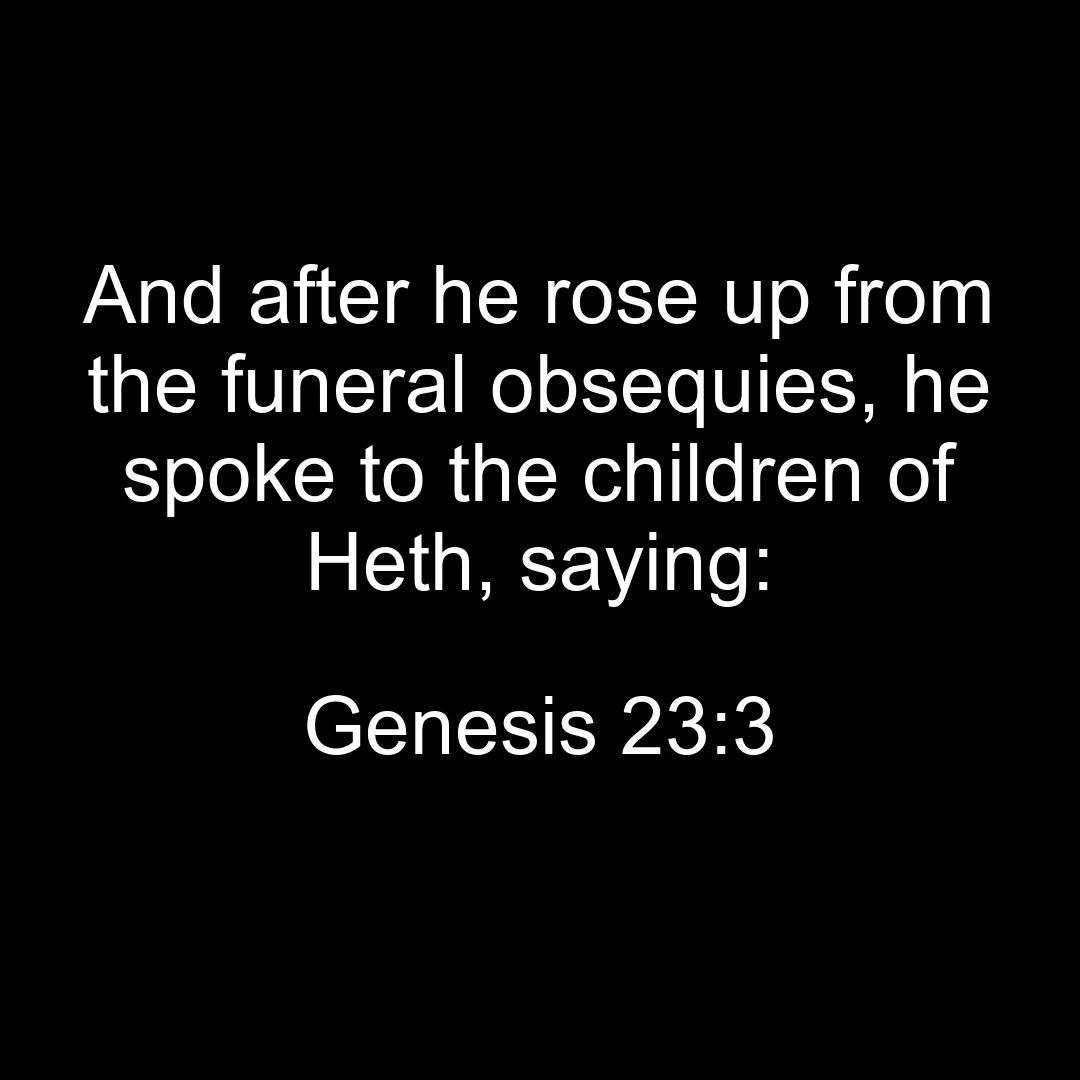 And after he rose up from
the funeral obsequies, he
spoke to the children of
Heth, saying:
Genesis 23:3